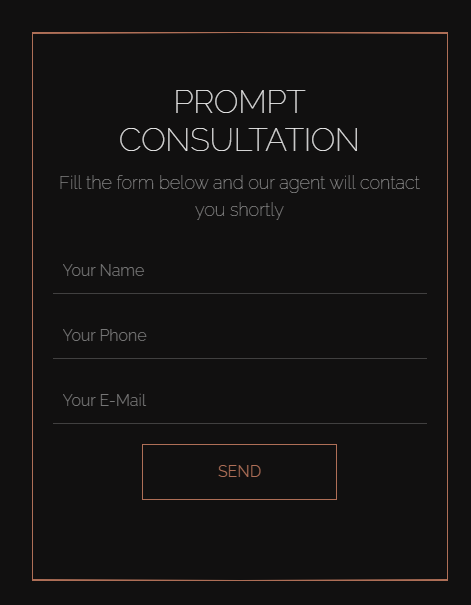 PROMPT
CONSULTATION
Fill the form below and our agent will contact
you shortly
Your Name
Your Phone
Your E-Mail
SEND